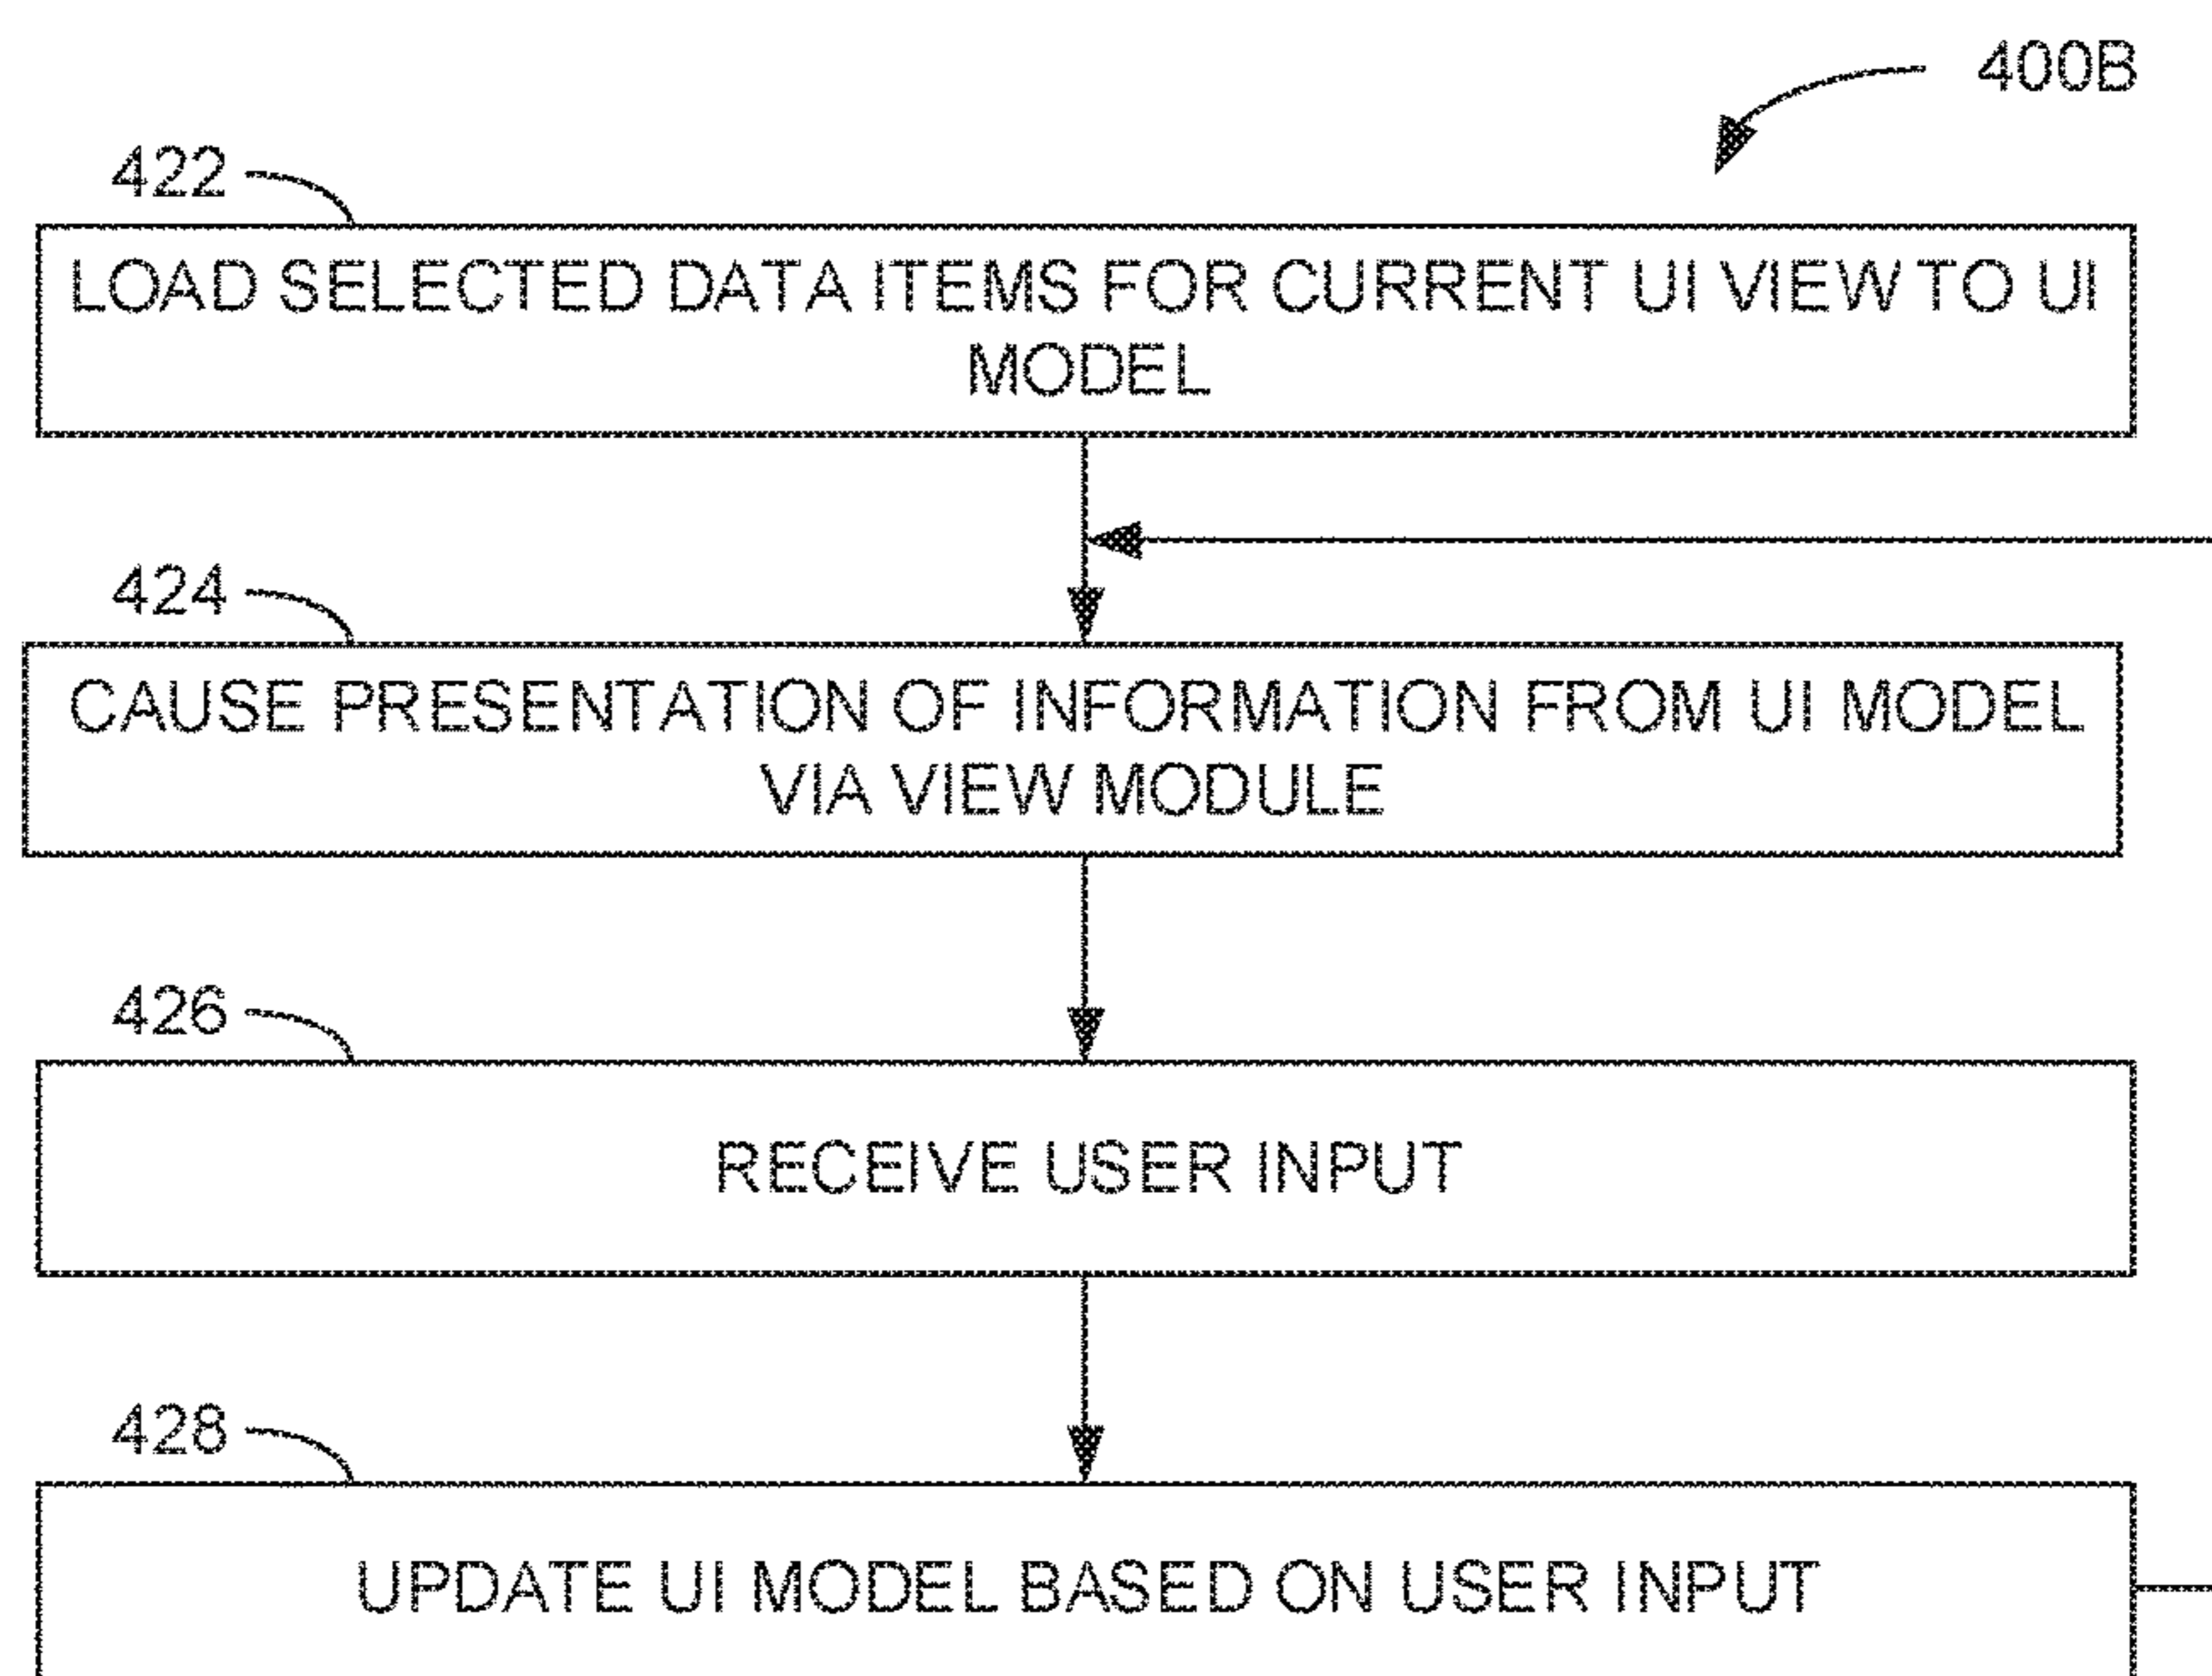 400B
422
LOAD SELECTED DATA ITEMS FOR CURRENT UI VIEW TO UI
MODEL
424
CAUSE PRESENTATION OF INFORMATION FROM UI MODEL
VIA VIEW MODULE
426
RECEIVE USER INPUT
428
UPDATE UI MODEL BASED ON USER INPUT